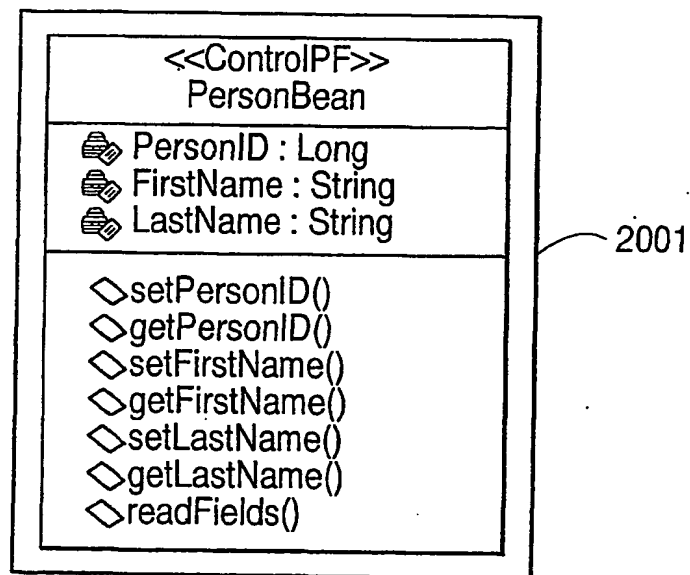 <<ControlPF>>
PersonBean
PersonID : Long
FirstName : String
LastName : String
2001
setPersonID()
getPersonID()
setFirstName()
getFirstName()
setLastName()
getLastName()
readFields()